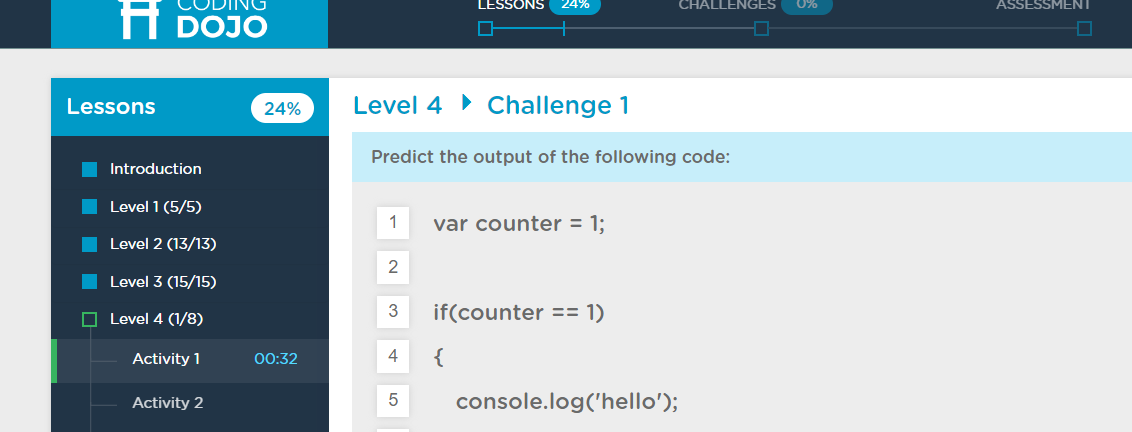 CODING
DOJO
LESSONS 24%
CHALLENGES 0%
ASSESSMENT
Lessons 24%
Introduction
Level 1 (5/5)
Level 2 (13/13)
Level 3 (15/15)
Level 4 (1/8)
Activity 1 00:32
Activity 2
Level 4 Challenge 1
Predict the output of the following code:
1 var counter = 1;
2
3 if(counter == 1)
4 {
5 console.log('hello');